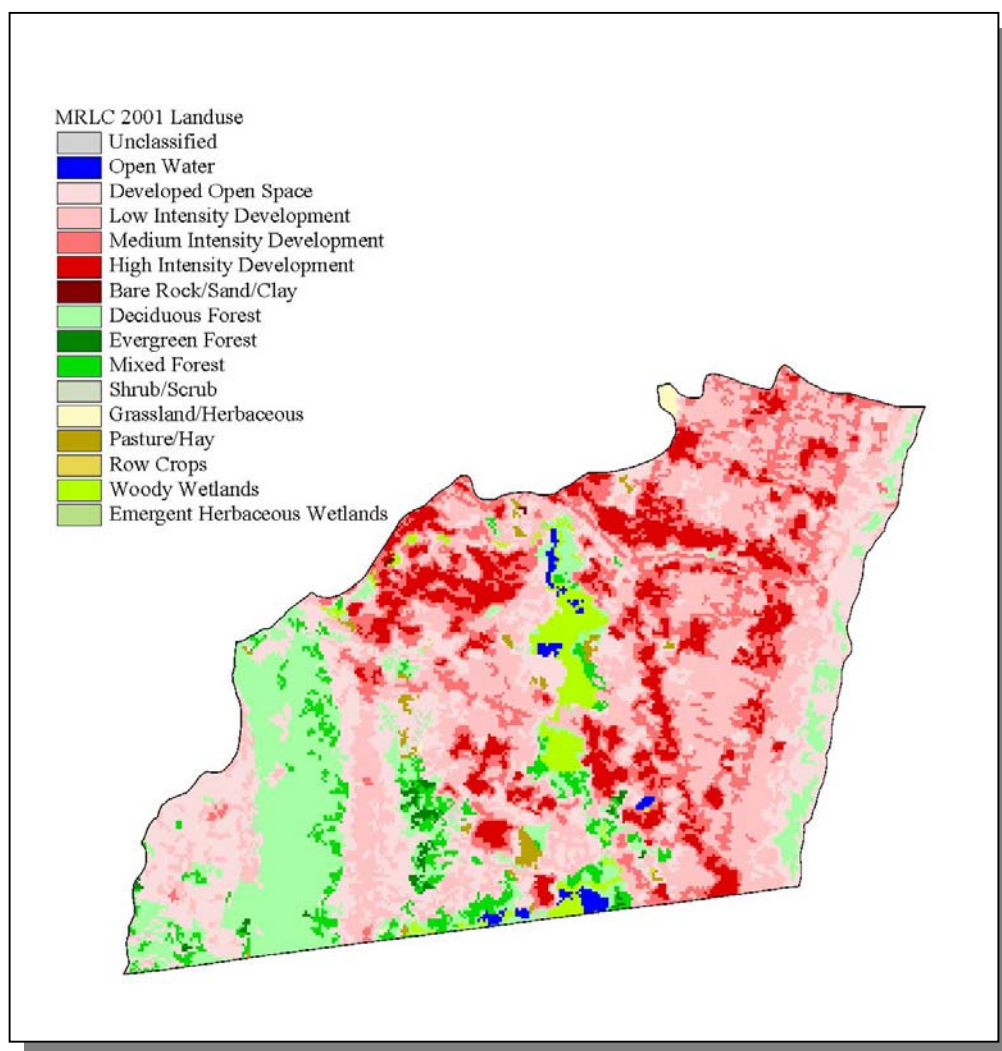 MRLC 2001 Landuse
Unclassified
Open Water
Developed Open Space
Low Intensity Development
Medium Intensity Development
High Intensity Development
Bare Rock/Sand/Clay
Deciduous Forest
Evergreen Forest
Mixed Forest
Shrub/Scrub
Grassland/Herbaceous
Pasture/Hay
Row Crops
Woody Wetlands
Emergent Herbaceous Wetlands